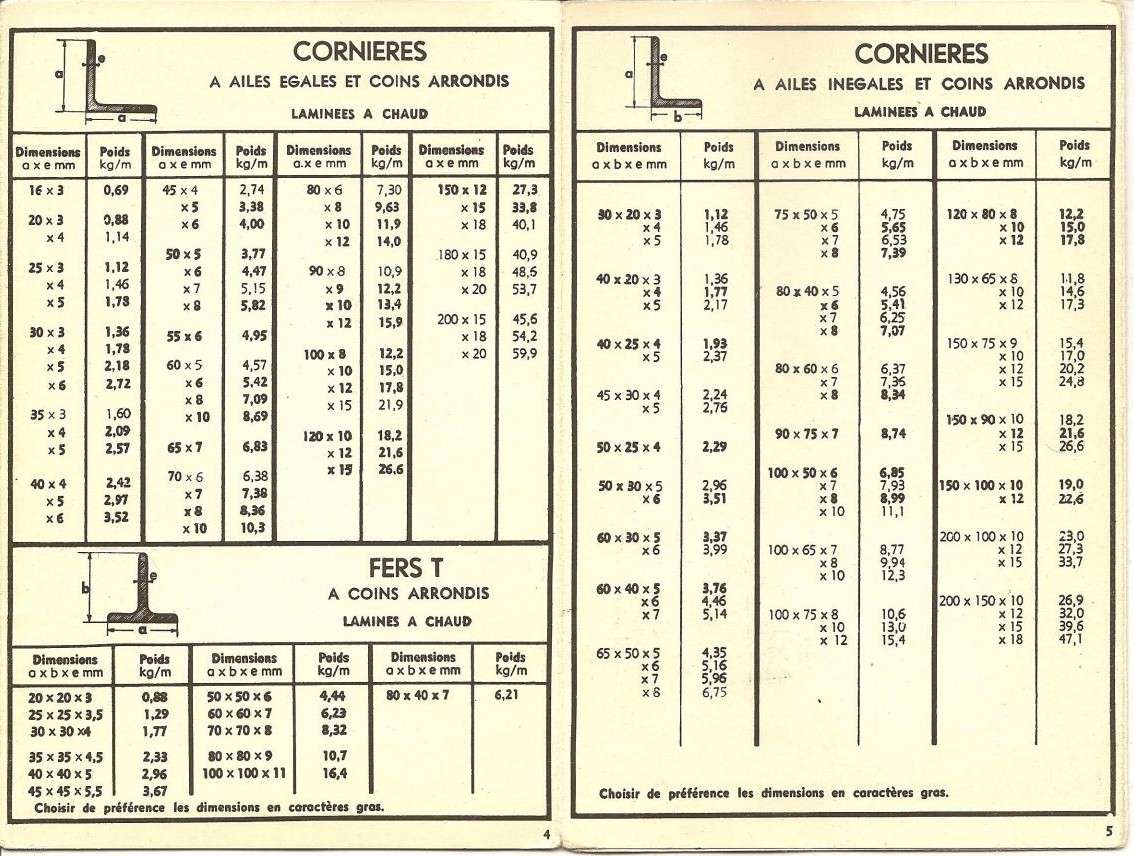 a
e
a
CORNIERES
A AILES EGALES ET COINS ARRONDIS
LAMINEES A CHAUD
Dimensions Poids
a x e mm kg/m
16 x 3 0,69
20 x 3 0,88
x 4 1,14
25 x 3 1,12
x 4 1,46
x 5 1,78
30 x 3 1,36
x 4 1,78
x 5 2,18
x 6 2,72
35 x 3 1,60
x 4 2,09
x 5 2,57
40 x 4 2,42
x 5 2,97
x 6 3,52
Dimensions Poids
a x e mm kg/m
45 x 4 2,74
x 5 3,38
x 6 4,00
50 x 5 3,77
x 6 4,47
x 7 5,15
x 8 5,82
55 x 6 4,95
60 x 5 4,57
x 6 5,42
x 8 7,09
x 10 8,69
65 x 7 6,83
70 x 6 6,38
x 7 7,38
x 8 8,36
x 10 10,3
Dimensions Poids
a.x e mm kg/m
80 x 6 7,30
x 8 9,63
x 10 11,9
x 12 14,0
90 x 8 10,9
x 9 12,2
x 10 13,4
x 12 15,9
100 x 8 12,2
x 10 15,0
x 12 17,8
x 15 21,9
120 x 10 18,2
x 12 21,6
x 15 26,6
Dimensions Poids
a x e mm kg/m
150 x 12 27,3
x 15 33,8
x 18 40,1
180 x 15 40,9
x 18 48,6
x 20 53,7
200 x 15 45,6
x 18 54,2
x 20 59,9
b
e
a
FERS T
A COINS ARRONDIS
LAMINES A CHAUD
Dimensions Poids
a x b x e mm kg/m
20 x 20 x 3 0,88
25 x 25 x 3,5 1,29
30 x 30 x4 1,77
35 x 35 x 4,5 2,33
40 x 40 x 5 2,96
45 x 45 x 5,5 3,67
Dimensions Poids
a x b x e mm kg/m
50 x 50 x 6 4,44
60 x 60 x 7 6,23
70 x 70 x 8 8,32
80 x 80 x 9 10,7
100 x 100 x 11 16,4
Dimensions Poids
a x b x e mm kg/m
80 x 40 x 7 6,21
Choisir de préférence les dimensions en caractères gras.
4
a
e
b
CORNIERES
A AILES INEGALES ET COINS ARRONDIS
LAMINEES A CHAUD
Dimensions Poids
a x b x e mm kg/m
30 x 20 x 3 1,12
x 4 1,46
x 5 1,78
40 x 20 x 3 1,36
x 4 1,77
x 5 2,17
40 x 25 x 4 1,93
x 5 2,37
45 x 30 x 4 2,24
x 5 2,76
50 x 25 x 4 2,29
50 x 30 x 5 2,96
x 6 3,51
60 x 30 x 5 3,37
x 6 3,99
60 x 40 x 5 3,76
x 6 4,46
x 7 5,14
65 x 50 x 5 4,35
x 6 5,16
x 7 5,96
x 8 6,75
Dimensions Poids
a x b x e mm kg/m
75 x 50 x 5 4,75
x 6 5,65
x 7 6,53
x 8 7,39
80 x 40 x 5 4,56
x 6 5,41
x 7 6,25
x 8 7,07
80 x 60 x 6 6,37
x 7 7,36
x 8 8,34
90 x 75 x 7 8,74
100 x 50 x 6 6,85
x 7 7,93
x 8 8,99
x 10 11,1
100 x 65 x 7 8,77
x 8 9,94
x 10 12,3
100 x 75 x 8 10,6
x 10 13,0
x 12 15,4
Dimensions Poids
a x b x e mm kg/m
120 x 80 x 8 12,2
x 10 15,0
x 12 17,8
130 x 65 x 8 11,8
x 10 14,6
x 12 17,3
150 x 75 x 9 15,4
x 10 17,0
x 12 20,2
x 15 24,8
150 x 90 x 10 18,2
x 12 21,6
x 15 26,6
150 x 100 x 10 19,0
x 12 22,6
200 x 100 x 10 23,0
x 12 27,3
x 15 33,7
200 x 150 x 10 26,9
x 12 32,0
x 15 39,6
x 18 47,1
Choisir de préférence les dimensions en caractères gras.
5